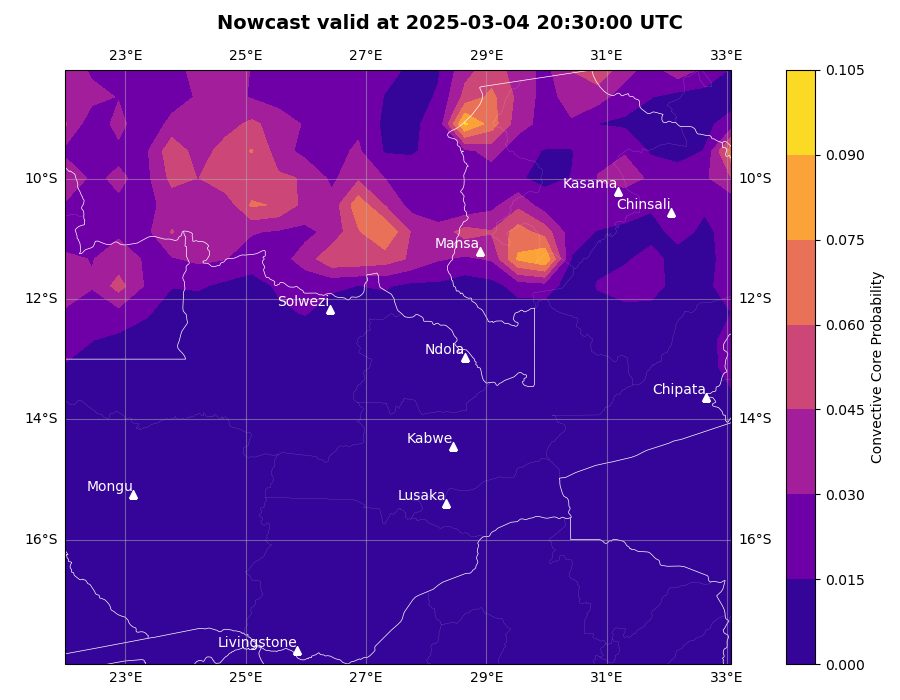 Nowcast valid at 2025-03-04 20:30:00 UTC
23°E 25°E 27°E 29°E 31°E 33°E
0.105
0.090
10°S Kasama 10°S
Chinsali
0.075
Mansa
12°S 12°S
Solwezi
0.060
Ndola
Chipata
0.045
14°S 14°S
Kabwe
Mongu
Lusaka
0.030
16°S 16°S
0.015
Livingstone
0.000
23°E 25°E 27°E 29°E 31°E 33°E
Convective Core Probability